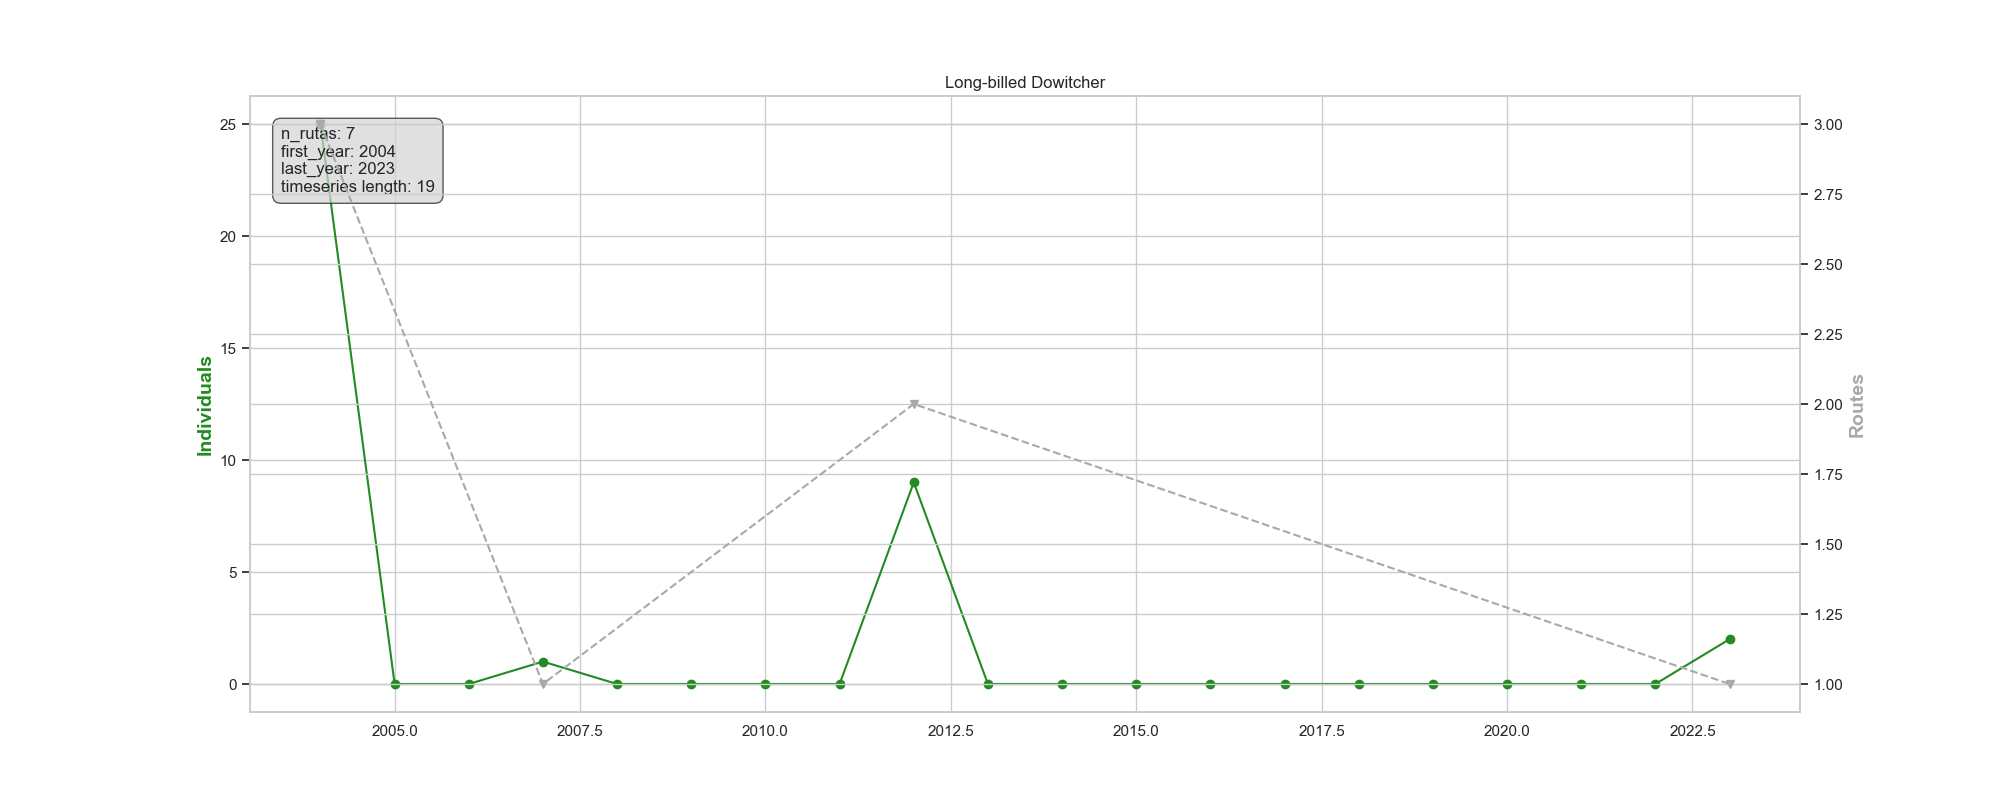 Long-billed Dowitcher
n_rutas: 7
first_year: 2004
last_year: 2023
timeseries length: 19
25
20
15
10
5
0
Individuals
3.00
2.75
2.50
2.25
2.00
1.75
1.50
1.25
1.00
Routes
2005.0 2007.5 2010.0 2012.5 2015.0 2017.5 2020.0 2022.5